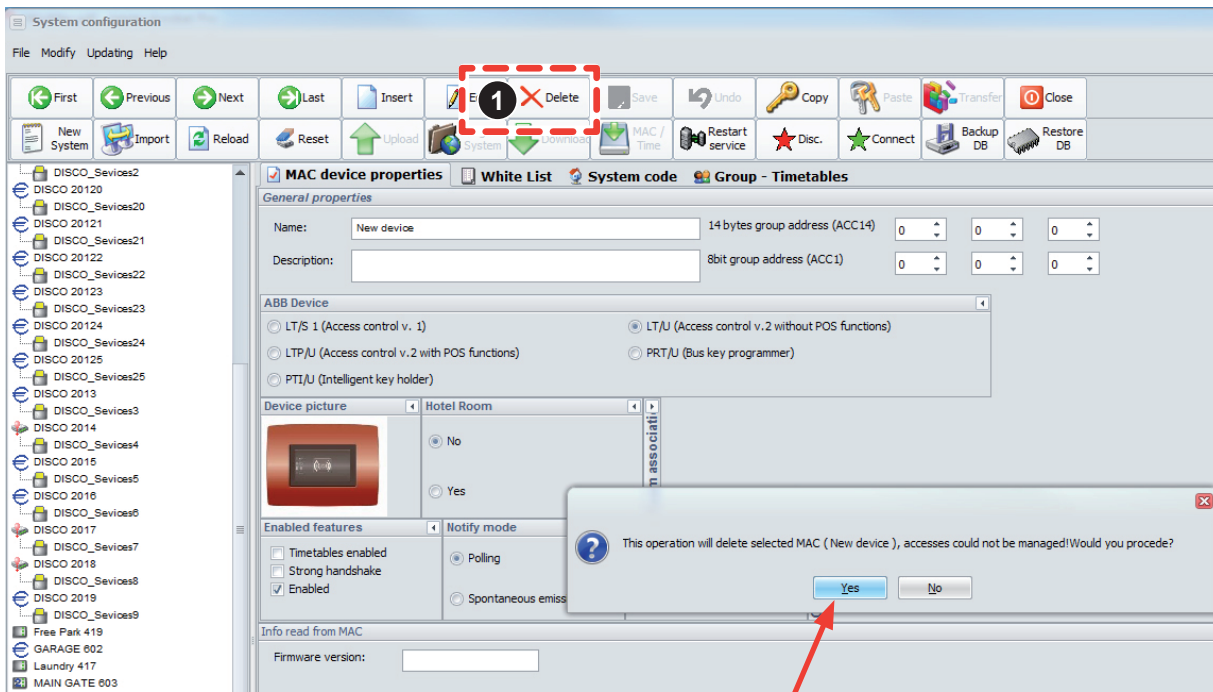 System configuration
File Modify Updating Help
First Previous Next Last Insert E 1 Delete Save Undo Copy Paste Transfer Close
New System Import Reload Reset Upload System Download MAC / Time Restart service Disc. Connect Backup DB Restore DB
DISCO_Sevices2
DISCO 20120
DISCO_Sevices20
DISCO 20121
DISCO_Sevices21
DISCO 20122
DISCO_Sevices22
DISCO 20123
DISCO_Sevices23
DISCO 20124
DISCO_Sevices24
DISCO 20125
DISCO_Sevices25
DISCO 2013
DISCO_Sevices3
DISCO 2014
DISCO_Sevices4
DISCO 2015
DISCO_Sevices5
DISCO 2016
DISCO_Sevices6
DISCO 2017
DISCO_Sevices7
DISCO 2018
DISCO_Sevices8
DISCO 2019
DISCO_Sevices9
Free Park 419
GARAGE 602
Laundry 417
MAIN GATE 603
MAC device properties White List System code Group - Timetables
General properties
Name: New device 14 bytes group address (ACC14) 0 0 0
Description: 8bit group address (ACC1) 0 0 0
ABB Device
LT/S 1 (Access control v. 1) LT/U (Access control v.2 without POS functions)
LTP/U (Access control v.2 with POS functions) PRT/U (Bus key programmer)
PTI/U (Intelligent key holder)
Device picture Hotel Room
No
Yes
m associati
Enabled features Notify mode
Timetables enabled Polling
Strong handshake
Enabled Spontaneous emiss
This operation will delete selected MAC ( New device ), accesses could not be managed!Would you procede?
Yes No
Info read from MAC
Firmware version: